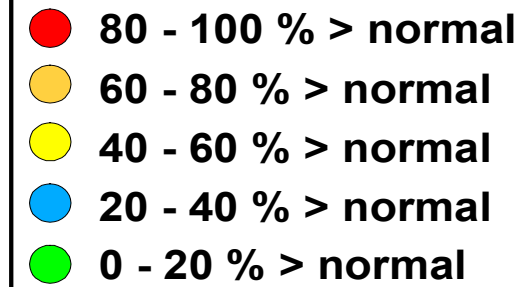 80 - 100 % > normal
60 - 80 % > normal
40 - 60 % > normal
20 - 40 % > normal
0 - 20 % > normal